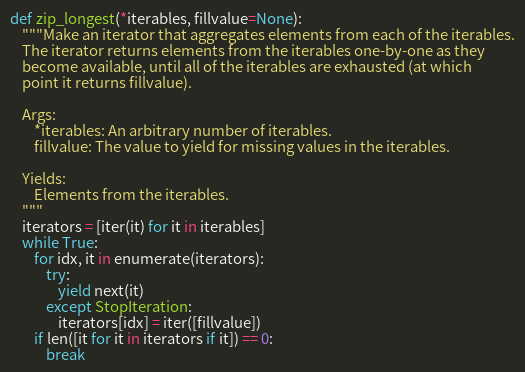 def zip_longest(*iterables, fillvalue=None):
"""Make an iterator that aggregates elements from each of the iterables.
The iterator returns elements from the iterables one-by-one as they
become available, until all of the iterables are exhausted (at which
point it returns fillvalue).
Args:
*iterables: An arbitrary number of iterables.
fillvalue: The value to yield for missing values in the iterables.
Yields:
Elements from the iterables.
"""
iterators = [iter(it) for it in iterables]
while True:
for idx, it in enumerate(iterators):
try:
yield next(it)
except StopIteration:
iterators[idx] = iter([fillvalue])
if len([it for it in iterators if it]) == 0:
break